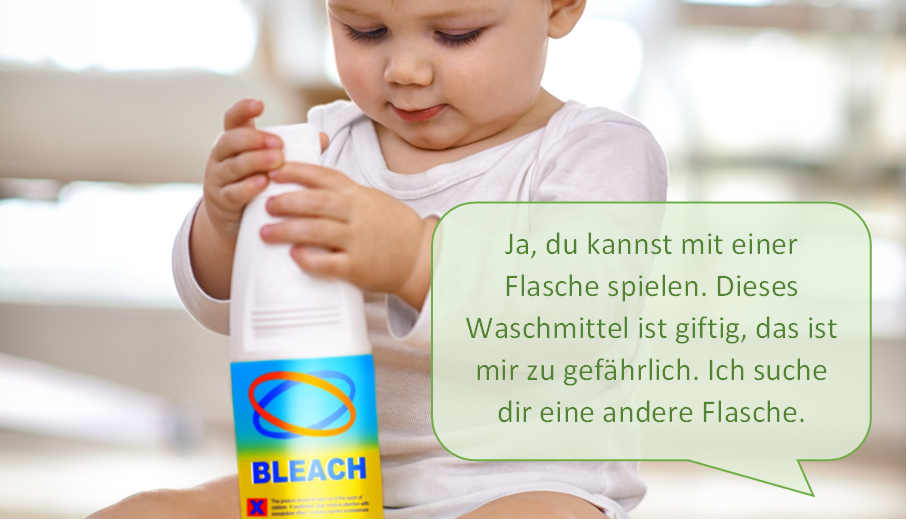 Ja, du kannst mit einer
Flasche spielen. Dieses
Waschmittel ist giftig, das ist
mir zu gefährlich. Ich suche
dir eine andere Flasche.
BLEACH
X